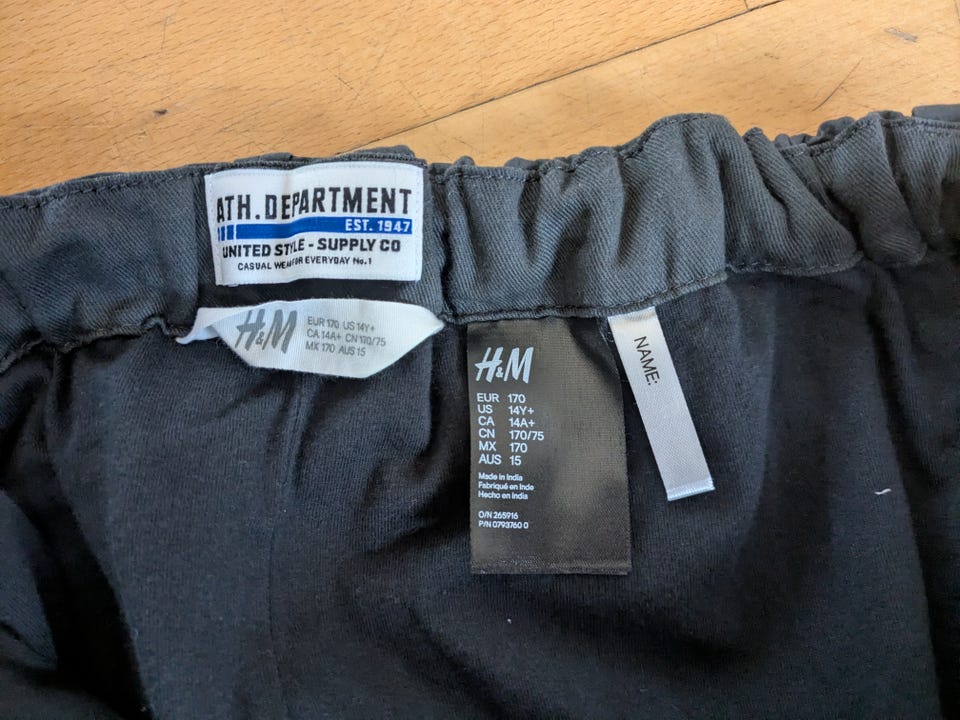 ATH. DEPARTMENT
EST. 1947
UNITED STYLE - SUPPLY CO
CASUAL WEAR FOR EVERYDAY No.1
H&M
EUR 170 US 14Y+
CA 14A+ CN 170/75
MX 170 AUS 15
H&M
EUR 170
US 14Y+
CA 14A+
CN 170/75
MX 170
AUS 15
Made in India
Fabriqué en Inde
Hecho en India
O/N 265916
P/N 0793760 0
NAME: